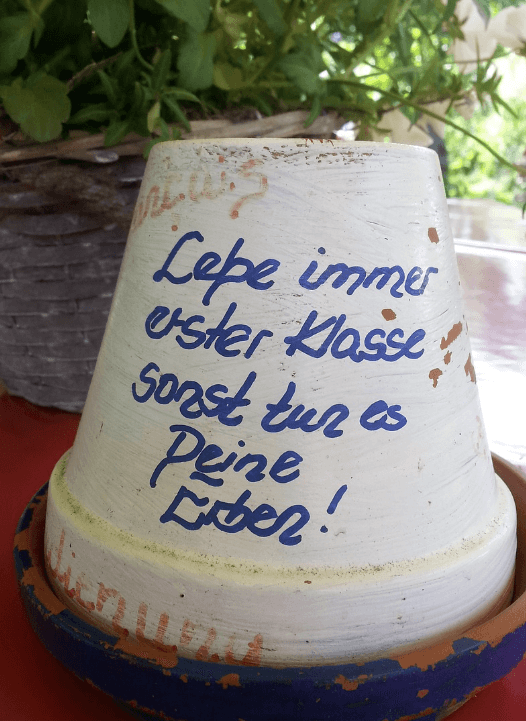 Lebe immer
erster Klasse
sonst tun es
Deine
Erben!